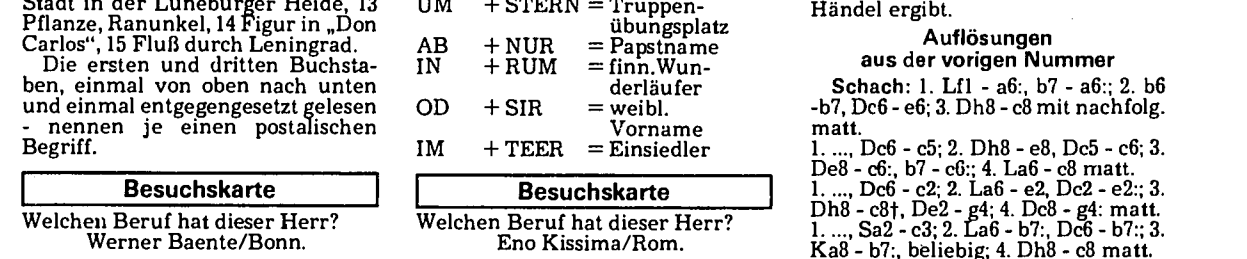 Stadt in der Lüneburger Heide, 13
Pflanze, Ranunkel, 14 Figur in „Don
Carlos“, 15 Fluß durch Leningrad.
Die ersten und dritten Buchsta-
ben, einmal von oben nach unten
und einmal entgegengesetzt gelesen
- nennen je einen postalischen
Begriff.
Besuchskarte
Welchen Beruf hat dieser Herr?
Werner Baente/Bonn.
UM + STERN = Truppen-
übungsplatz
AB + NUR = Papstname
IN + RUM = finn.Wun-
derläufer
OD + SIR = weibl.
Vorname
IM + TEER = Einsiedler
Besuchskarte
Welchen Beruf hat dieser Herr?
Eno Kissima/Rom.
Händel ergibt.
Auflösungen
aus der vorigen Nummer
Schach: 1. Lf1 - a6:, b7 - a6:; 2. b6
-b7, Dc6 - e6; 3. Dh8 - c8 mit nachfolg.
matt.
1. ..., Dc6 - c5; 2. Dh8 - e8, Dc5 - c6; 3.
De8 - c6:, b7 - c6:; 4. La6 - c8 matt.
1. ..., Dc6 - c2; 2. La6 - e2, Dc2 - e2:; 3.
Dh8 - c8†, De2 - g4; 4. Dc8 - g4: matt.
1. ..., Sa2 - c3; 2. La6 - b7:, Dc6 - b7:; 3.
Ka8 - b7:, beliebig; 4. Dh8 - c8 matt.